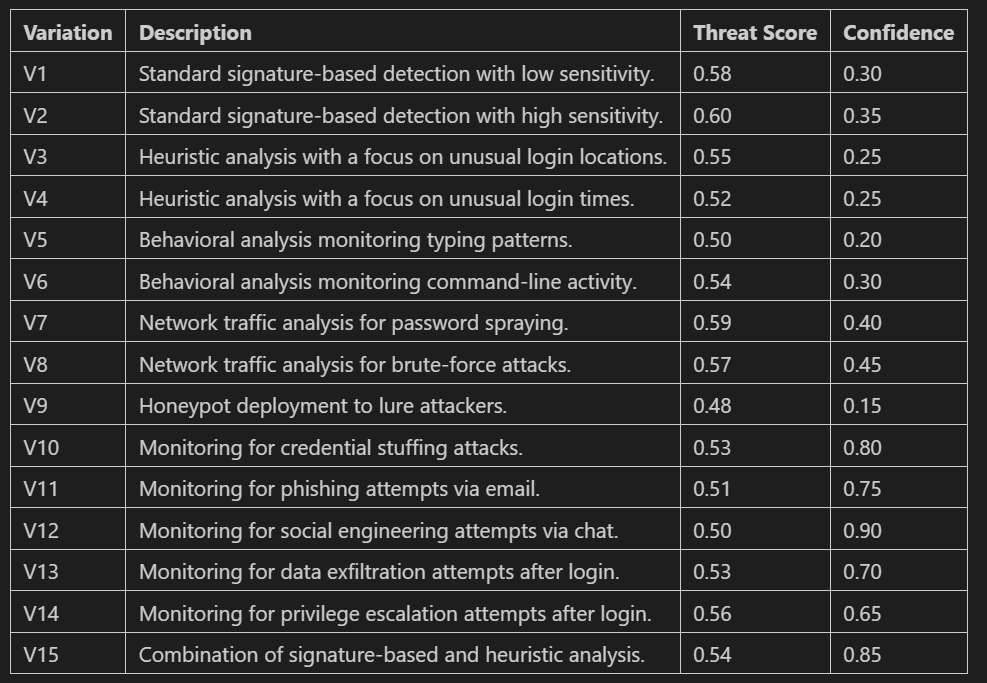 Variation Description Threat Score Confidence
V1 Standard signature-based detection with low sensitivity. 0.58 0.30
V2 Standard signature-based detection with high sensitivity. 0.60 0.35
V3 Heuristic analysis with a focus on unusual login locations. 0.55 0.25
V4 Heuristic analysis with a focus on unusual login times. 0.52 0.25
V5 Behavioral analysis monitoring typing patterns. 0.50 0.20
V6 Behavioral analysis monitoring command-line activity. 0.54 0.30
V7 Network traffic analysis for password spraying. 0.59 0.40
V8 Network traffic analysis for brute-force attacks. 0.57 0.45
V9 Honeypot deployment to lure attackers. 0.48 0.15
V10 Monitoring for credential stuffing attacks. 0.53 0.80
V11 Monitoring for phishing attempts via email. 0.51 0.75
V12 Monitoring for social engineering attempts via chat. 0.50 0.90
V13 Monitoring for data exfiltration attempts after login. 0.53 0.70
V14 Monitoring for privilege escalation attempts after login. 0.56 0.65
V15 Combination of signature-based and heuristic analysis. 0.54 0.85